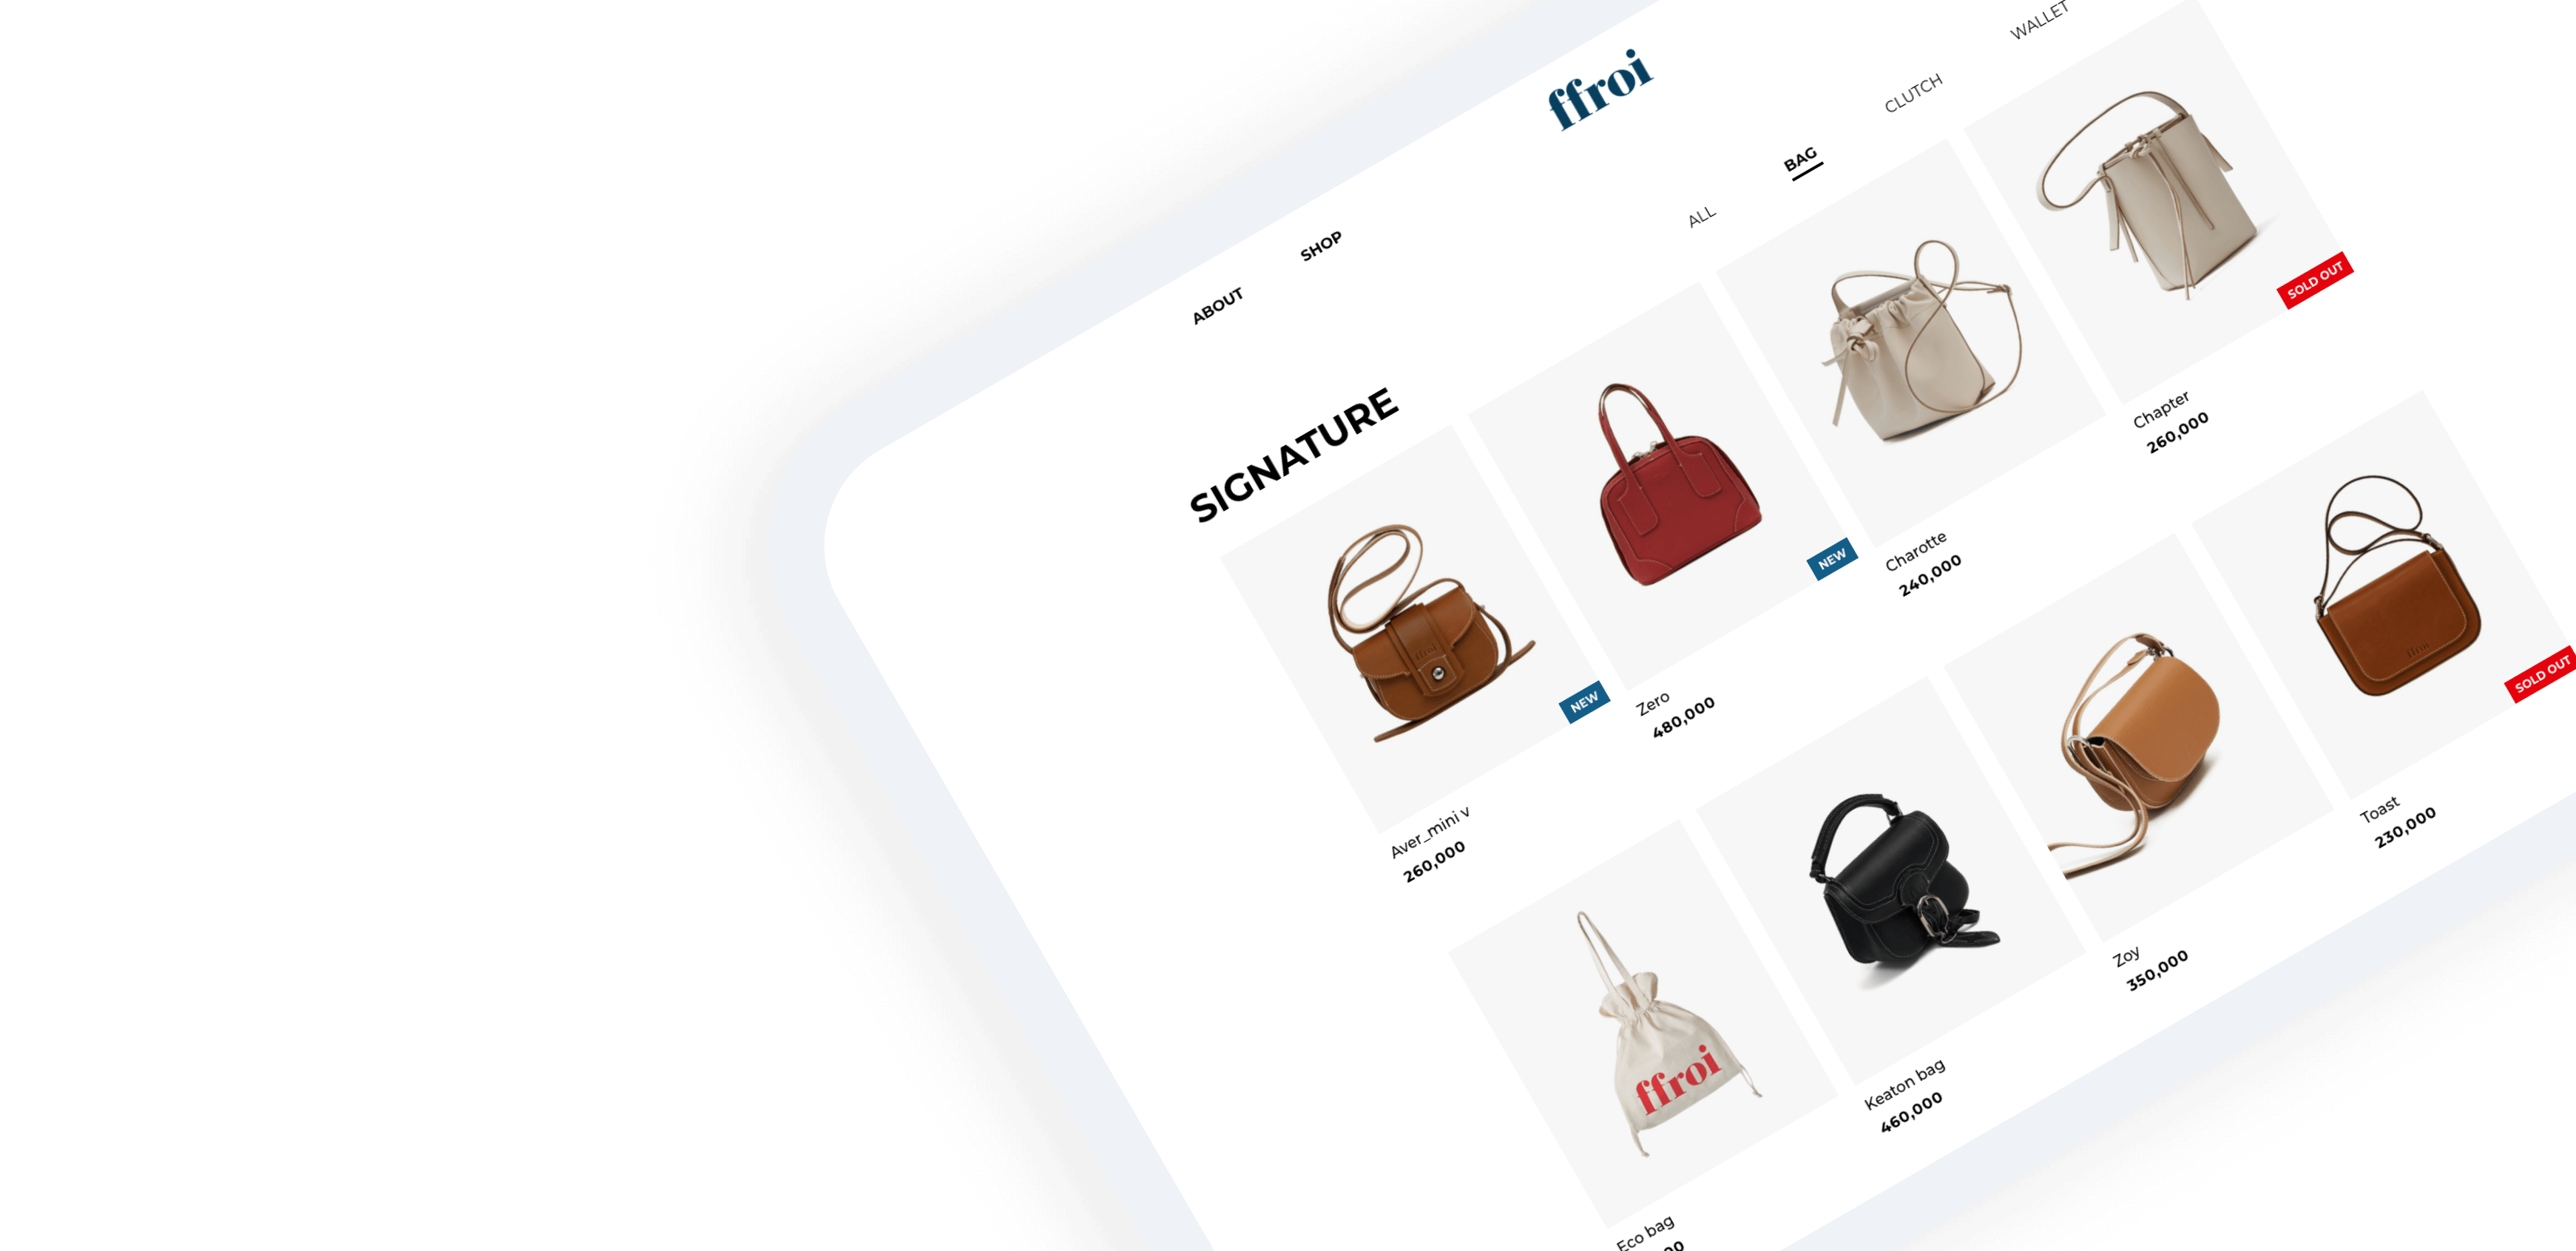 ffroi
ABOUT
SHOP
ALL
BAG
CLUTCH
WALLET
SIGNATURE
ffroi
NEW
Aver_mini v
260,000
NEW
Zero
480,000
Charotte
240,000
SOLD OUT
Chapter
260,000
ffroi
Eco bag
Keaton bag
460,000
Zoy
350,000
ffroi
SOLD OUT
Toast
230,000